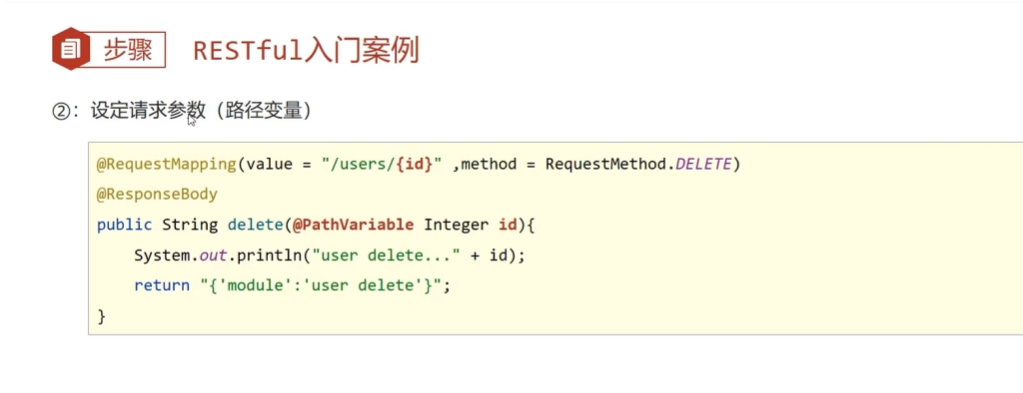 步骤 RESTful入门案例
②：设定请求参数（路径变量）
@RequestMapping(value = "/users/{id}" ,method = RequestMethod.DELETE)
@ResponseBody
public String delete(@PathVariable Integer id){
    System.out.println("user delete..." + id);
    return "{'module':'user delete'}";
}